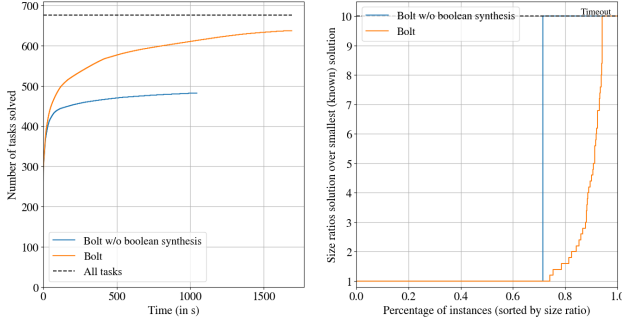 Number of tasks solved
700
600
500
400
300
200
100
0
Bolt w/o boolean synthesis
Bolt
All tasks
0 500 1000 1500
Time (in s)
Size ratios solution over smallest (known) solution
10
9
8
7
6
5
4
3
2
1
Bolt w/o boolean synthesis
Bolt
Timeout
0.0 0.2 0.4 0.6 0.8 1.0
Percentage of instances (sorted by size ratio)